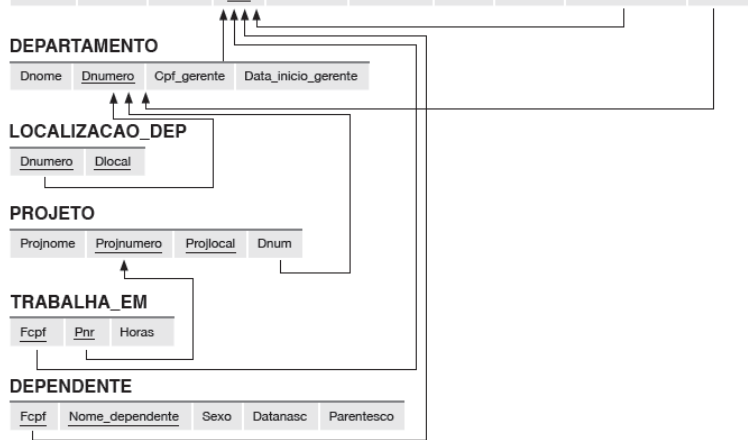 DEPARTAMENTO
Dnome Dnumero Cpf_gerente Data_inicio_gerente
LOCALIZACAO_DEP
Dnumero Dlocal
PROJETO
Projnome Projnumero Projlocal Dnum
TRABALHA_EM
Fcpf Pnr Horas
DEPENDENTE
Fcpf Nome_dependente Sexo Datanasc Parentesco